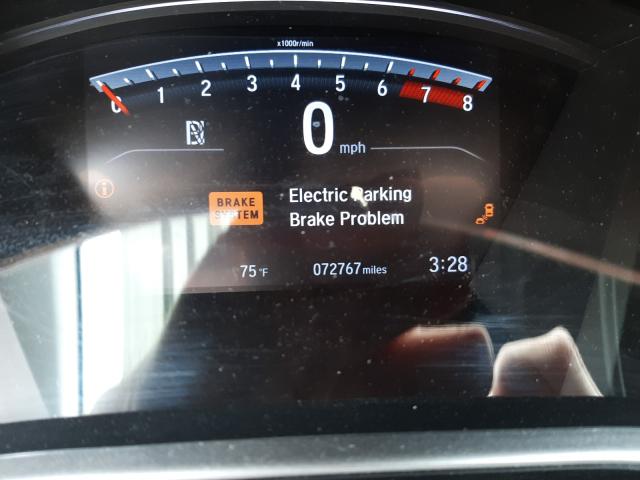 x1000r/min
0 1 2 3 4 5 6 7 8
0 mph
BRAKE SYSTEM
Electric Parking
Brake Problem
75 °F 072767 miles 3:28